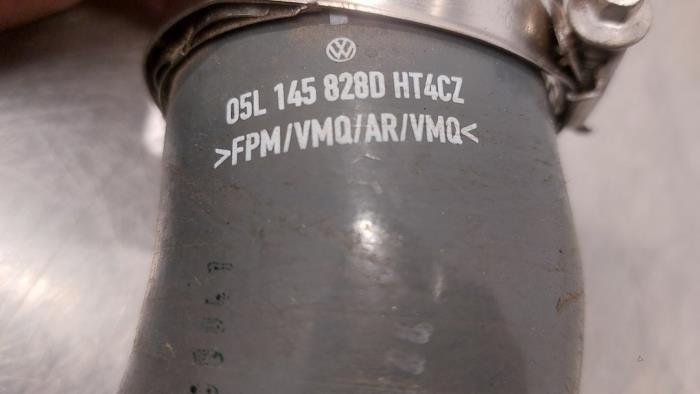 05L 145 828D HT4CZ
>FPM/VMQ/AR/VMQ<